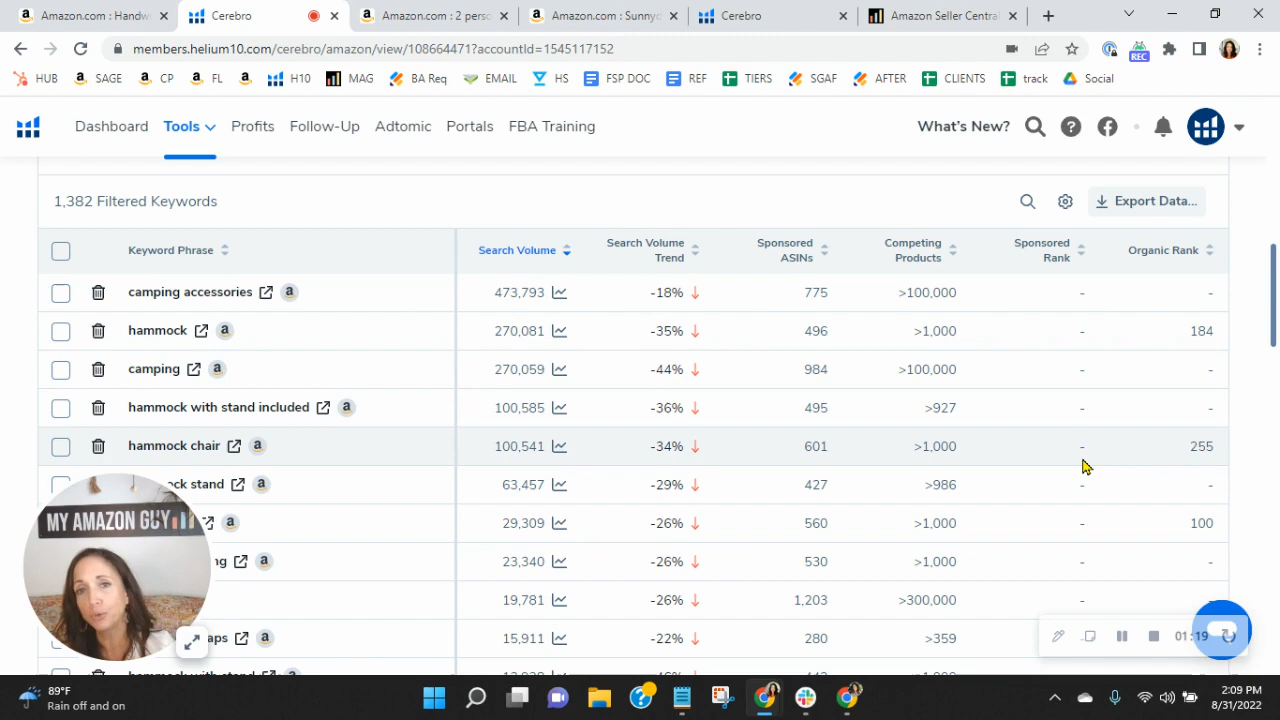 Amazon.com : Handw
Cerebro
Amazon.com : 2 perso
Amazon.com : Sunnyd
Cerebro
Amazon Seller Centra
members.helium10.com/cerebro/amazon/view/108664471?accountId=1545117152
REC
HUB SAGE CP FL H10 MAG BA Req EMAIL HS FSP DOC REF TIERS SGAF AFTER CLIENTS track Social
Dashboard Tools Profits Follow-Up Adtomic Portals FBA Training What's New?
1,382 Filtered Keywords Export Data...
Keyword Phrase Search Volume Search Volume Trend Sponsored ASINs Competing Products Sponsored Rank Organic Rank
camping accessories 473,793 -18% 775 >100,000 - -
hammock 270,081 -35% 496 >1,000 - 184
camping 270,059 -44% 984 >100,000 - -
hammock with stand included 100,585 -36% 495 >927 - -
hammock chair 100,541 -34% 601 >1,000 - 255
ck stand 63,457 -29% 427 >986 - -
29,309 -26% 560 >1,000 - 100
ng 23,340 -26% 530 >1,000 - -
19,781 -26% 1,203 >300,000 - -
aps 15,911 -22% 280 >359
MY AMAZON GUY
01:19
89°F
Rain off and on
2:09 PM
8/31/2022